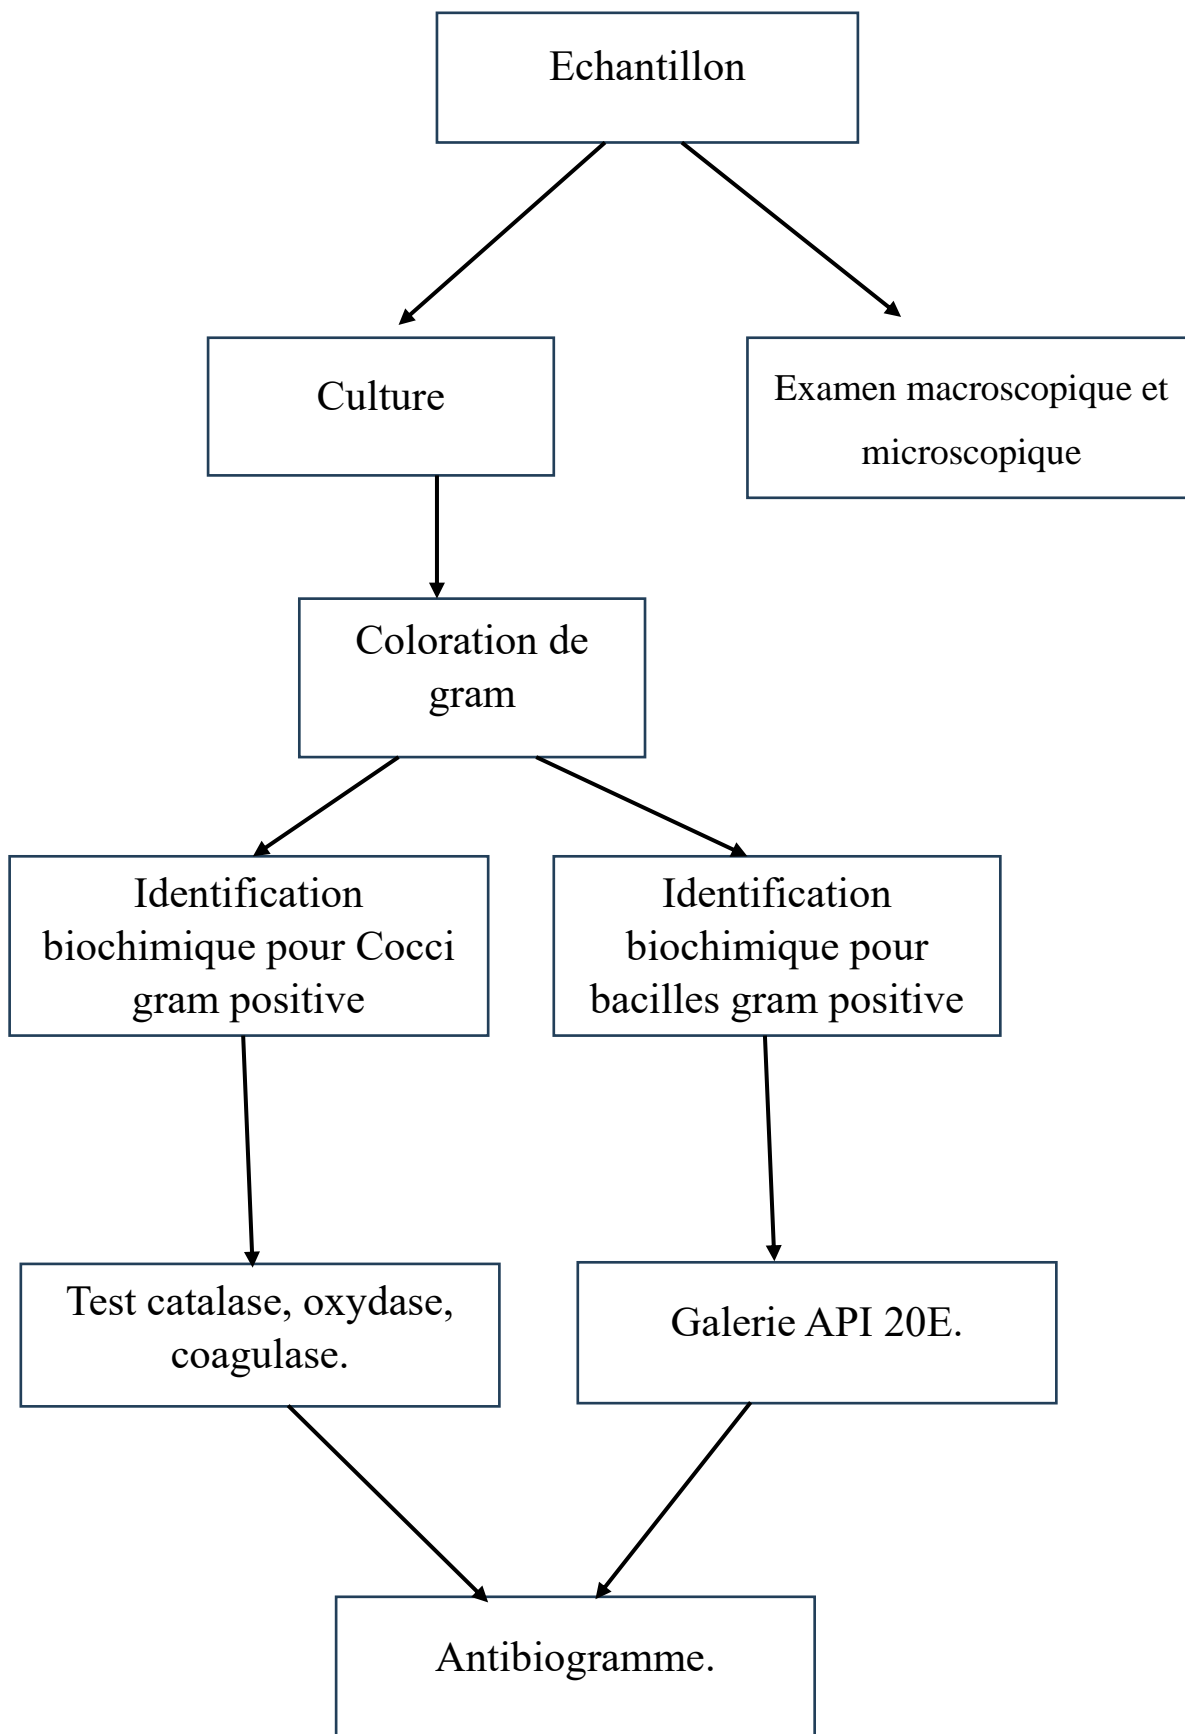 Echantillon
Culture
Examen macroscopique et
microscopique
Coloration de
gram
Identification
biochimique pour Cocci
gram positive
Identification
biochimique pour
bacilles gram positive
Test catalase, oxydase,
coagulase.
Galerie API 20E.
Antibiogramme.